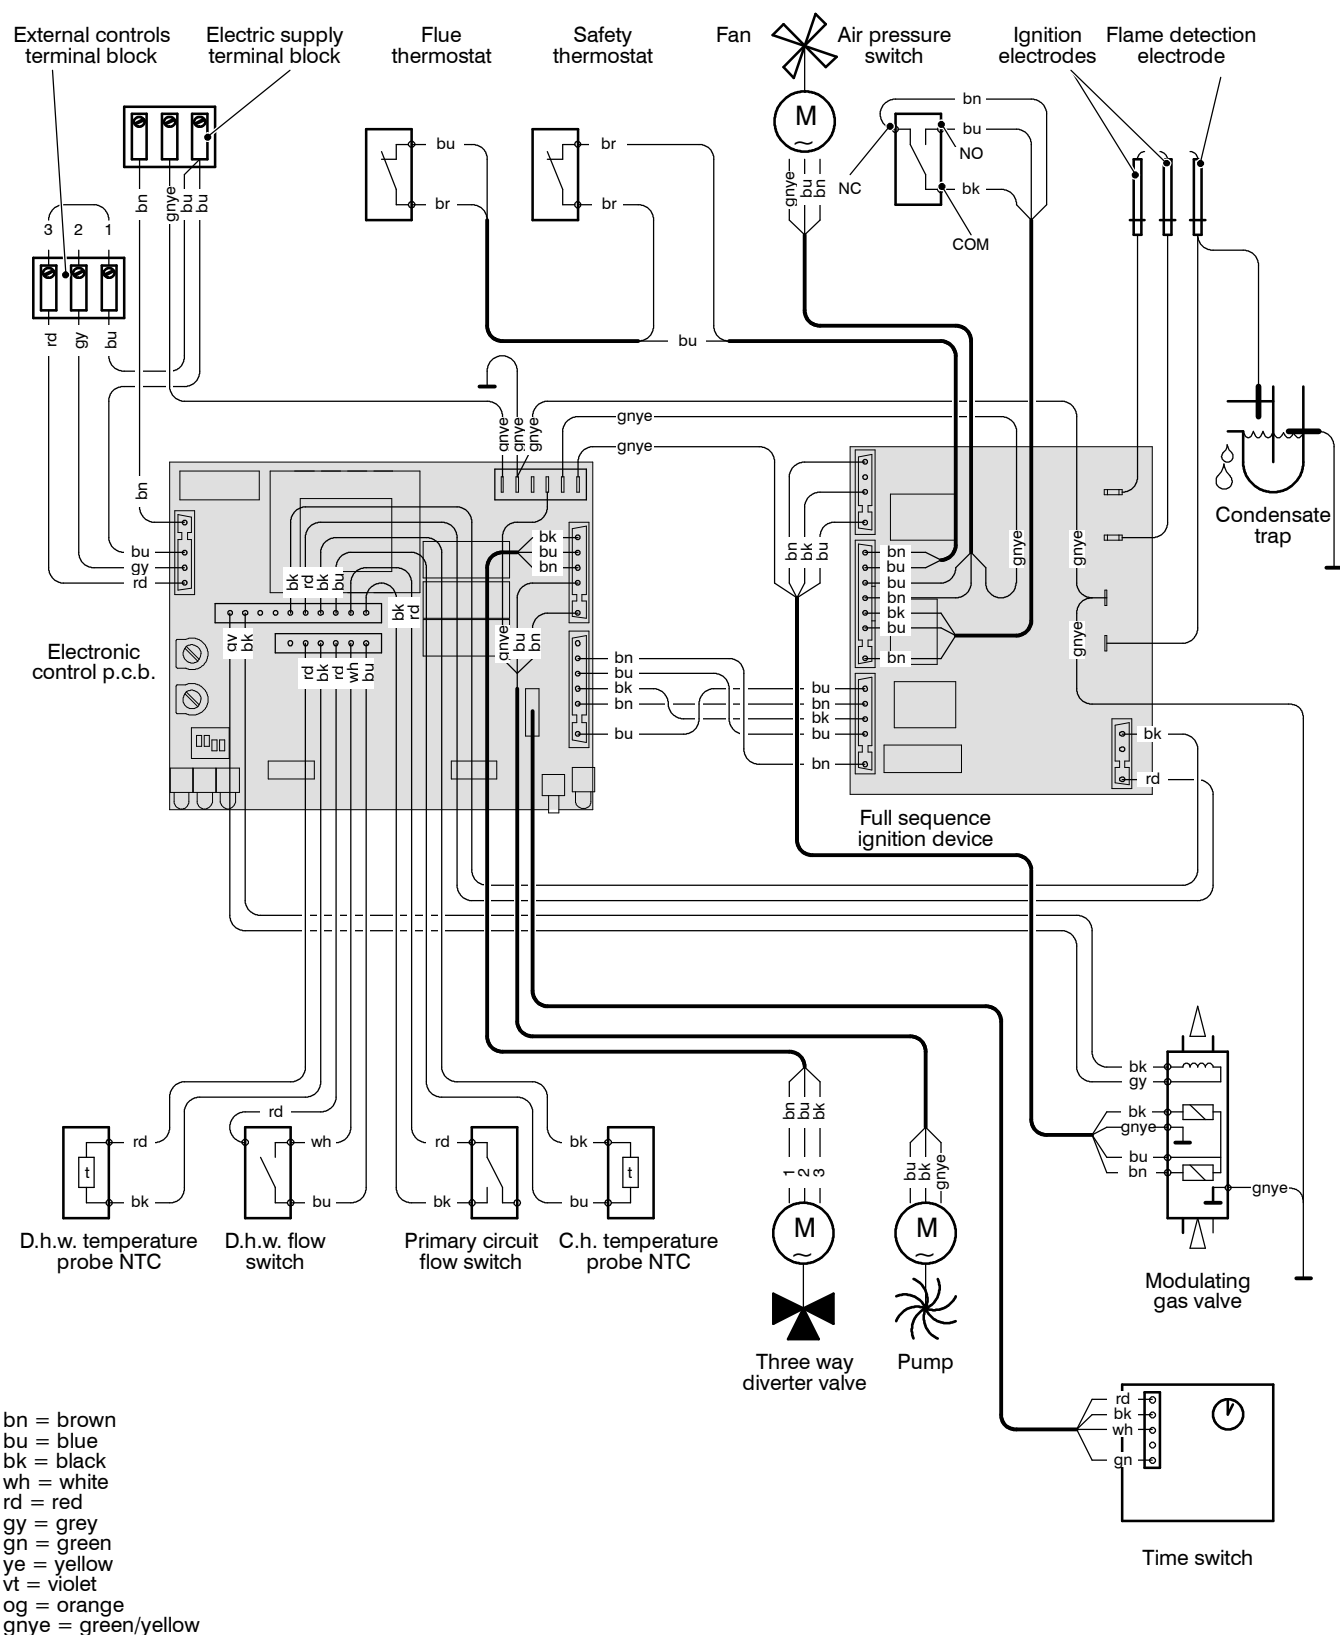 External controls
terminal block
Electric supply
terminal block
Flue
thermostat
Safety
thermostat
Fan
Air pressure
switch
Ignition
electrodes
Flame detection
electrode
M
~
bn
bu
NO
NC
bk
COM
gnye
bu
bn
bu
br
br
br
bn
gnye
bu
bu
3
2
1
rd
gy
bu
bu
gnye
gnye
gnye
gnye
gnye
bn
bu
gy
rd
bk
rd
bk
bu
bk
rd
bk
bu
bn
bk
rd
bk
rd
wh
bu
gnye
bu
bn
bn
bu
bk
bn
bu
bn
bk
bu
bn
bu
bu
bn
bk
bu
bn
gnye
gnye
gnye
bu
bn
bk
bu
bn
bk
rd
Condensate
trap
Electronic
control p.c.b.
Full sequence
ignition device
bk
gy
bk
gnye
bu
bn
gnye
rd
bk
t
rd
wh
bu
rd
bk
bk
bu
t
bn
bu
bk
1
2
3
bu
bk
gnye
M
~
M
~
D.h.w. temperature
probe NTC
D.h.w. flow
switch
Primary circuit
flow switch
C.h. temperature
probe NTC
Modulating
gas valve
Three way
diverter valve
Pump
rd
bk
wh
gn
Time switch
bn = brown
bu = blue
bk = black
wh = white
rd = red
gy = grey
gn = green
ye = yellow
vt = violet
og = orange
gnye = green/yellow